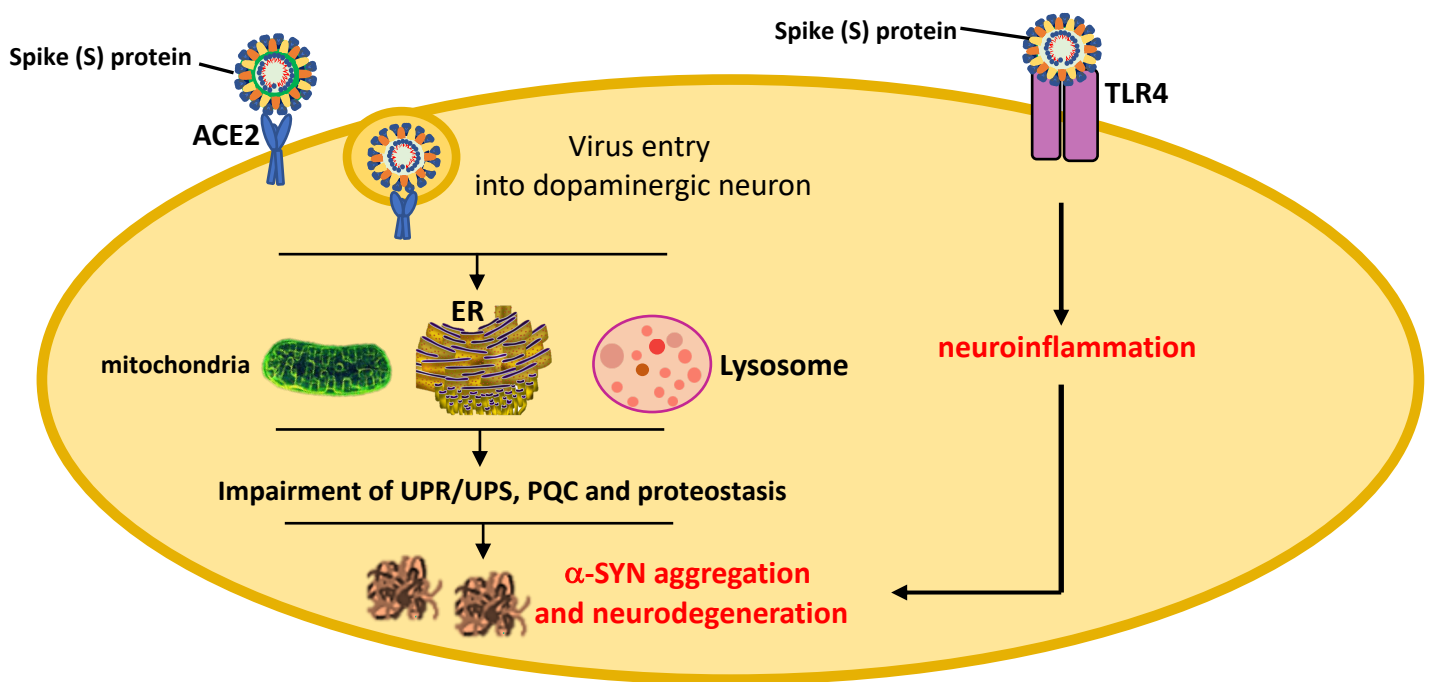 Spike (S) protein
ACE2
Virus entry
into dopaminergic neuron
Spike (S) protein
TLR4
ER
mitochondria
Lysosome
neuroinflammation
Impairment of UPR/UPS, PQC and proteostasis
α-SYN aggregation
and neurodegeneration